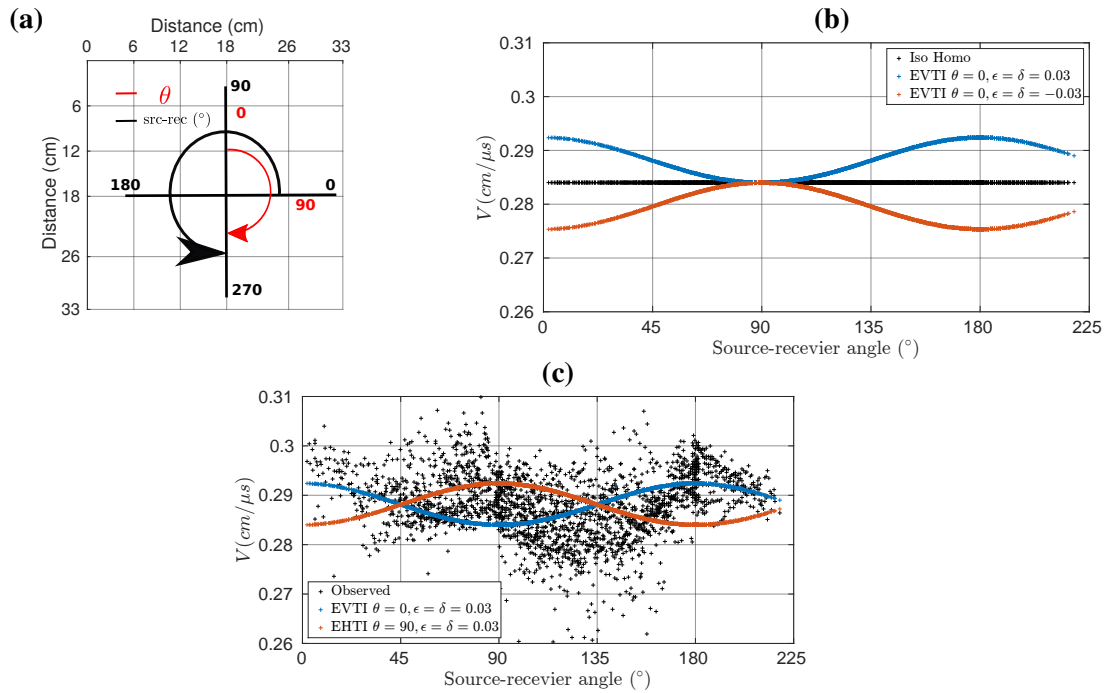 (a)
Distance (cm)
0 6 12 18 24 33
90
θ
0
src-rec (°)
6
12
180
0
18
90
Distance (cm)
26
270
33
(b)
0.31
Iso Homo
EVTI θ = 0, ϵ = δ = 0.03
EVTI θ = 0, ϵ = δ = −0.03
0.3
0.29
V(cm/μs)
0.28
0.27
0.26
0 45 90 135 180 225
Source-recevier angle (°)
(c)
0.31
0.3
0.29
V(cm/μs)
0.28
0.27
Observed
EVTI θ = 0, ϵ = δ = 0.03
EHTI θ = 90, ϵ = δ = 0.03
0.26
0 45 90 135 180 225
Source-recevier angle (°)